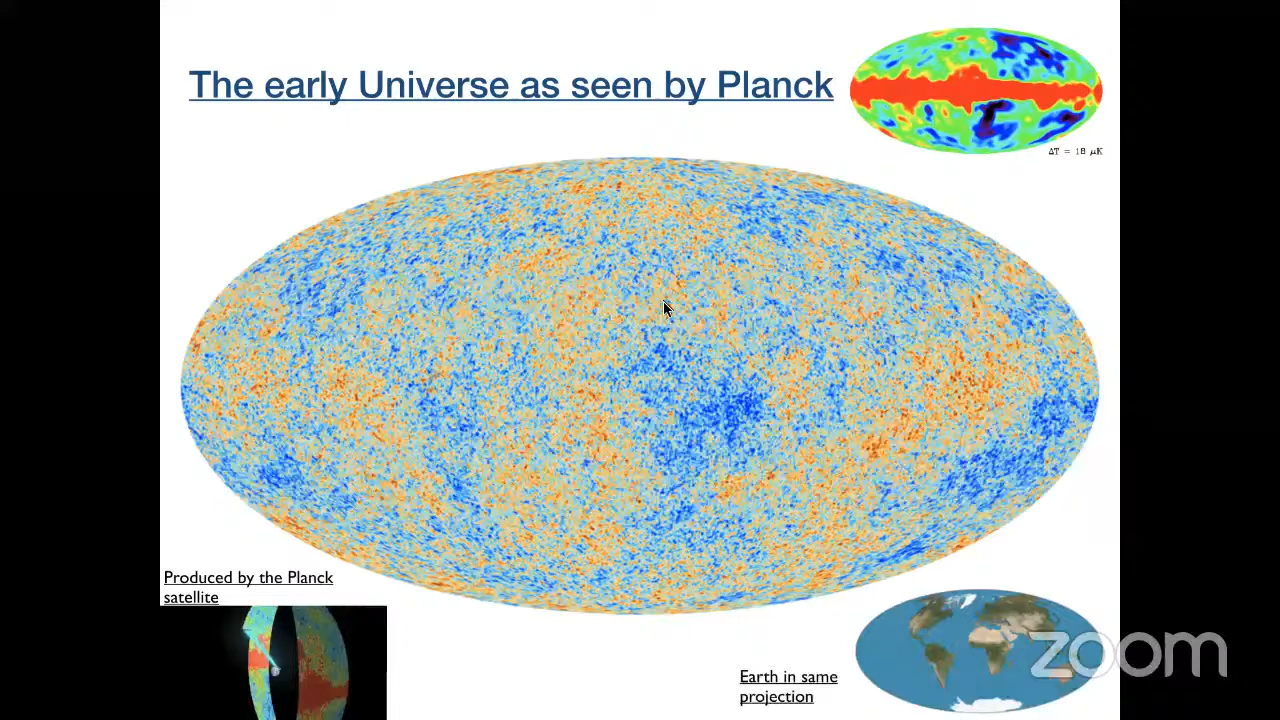 The early Universe as seen by Planck
ΔT = 18 μK
Produced by the Planck
satellite
Earth in same
projection
zoom